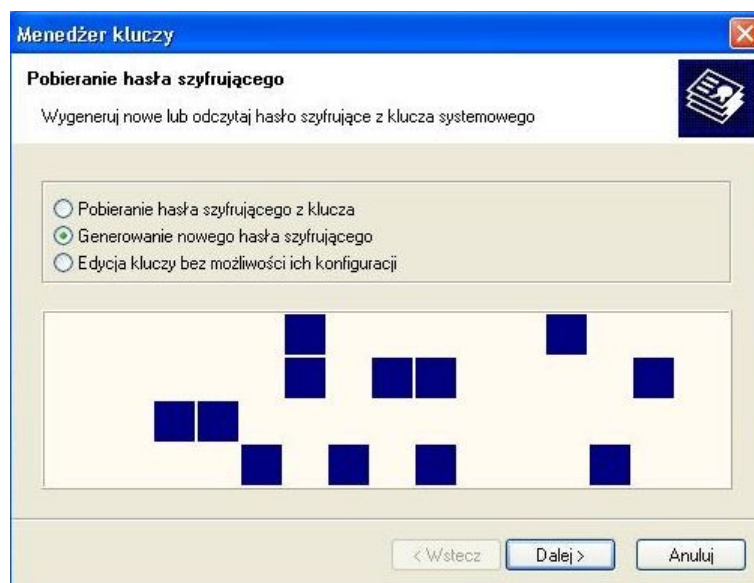 Menedżer kluczy
Pobieranie hasła szyfrującego
Wygeneruj nowe lub odczytaj hasło szyfrujące z klucza systemowego
Pobieranie hasła szyfrującego z klucza
Generowanie nowego hasła szyfrującego
Edycja kluczy bez możliwości ich konfiguracji
< Wstecz Dalej > Anuluj